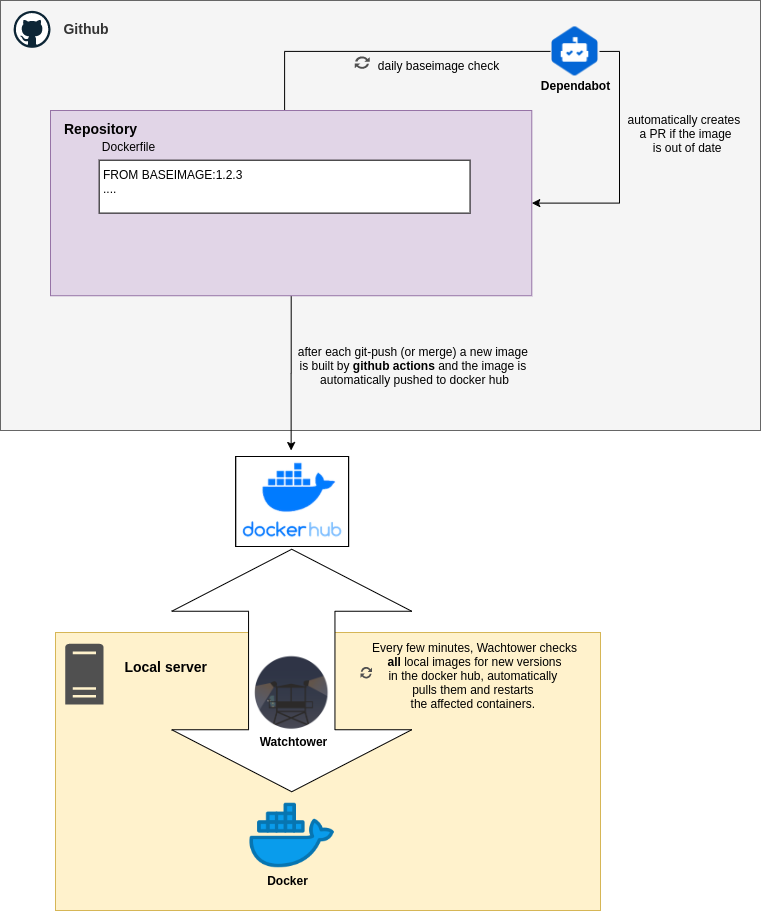 Github
daily baseimage check
Dependabot
automatically creates
a PR if the image
is out of date
Repository
Dockerfile
FROM BASEIMAGE:1.2.3
....
after each git-push (or merge) a new image
is built by github actions and the image is
automatically pushed to docker hub
dockerhub
Local server
Every few minutes, Wachtower checks
all local images for new versions
in the docker hub, automatically
pulls them and restarts
the affected containers.
Watchtower
Docker